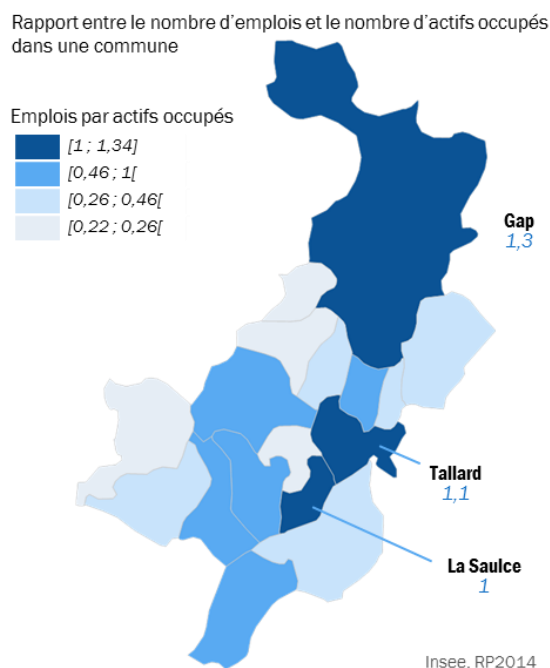 Rapport entre le nombre d'emplois et le nombre d'actifs occupés
dans une commune
Emplois par actifs occupés
[1 ; 1,34]
[0,46 ; 1[
[0,26 ; 0,46[
[0,22 ; 0,26[
Gap
1,3
Tallard
1,1
La Saulce
1
Insee, RP2014